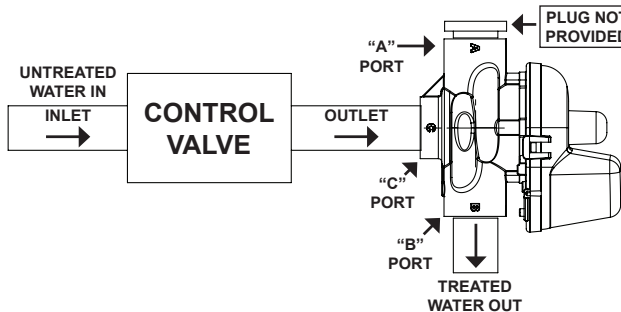 PLUG NOT
PROVIDED
"A"
PORT
A
UNTREATED
WATER IN
INLET
CONTROL
VALVE
OUTLET
C
"C"
PORT
B
"B"
PORT
TREATED
WATER OUT